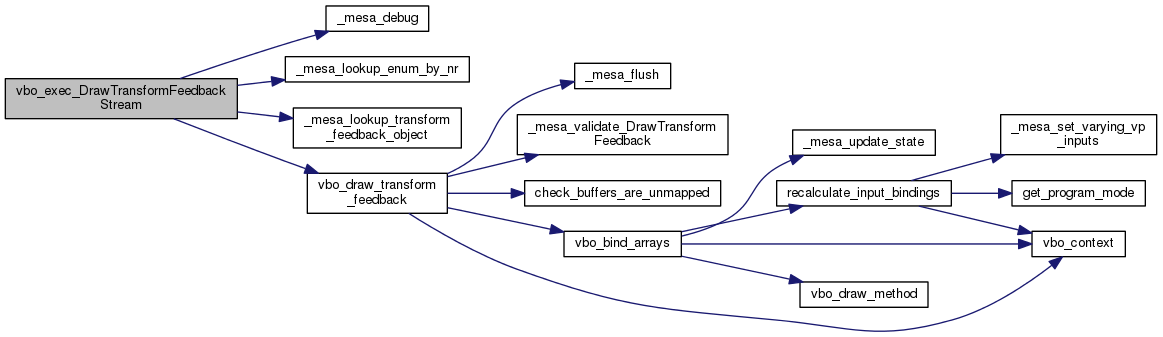 vbo_exec_DrawTransformFeedback
Stream
_mesa_debug
_mesa_lookup_enum_by_nr
_mesa_lookup_transform
_feedback_object
vbo_draw_transform
_feedback
_mesa_flush
_mesa_validate_DrawTransform
Feedback
check_buffers_are_unmapped
vbo_bind_arrays
_mesa_update_state
recalculate_input_bindings
vbo_draw_method
_mesa_set_varying_vp
_inputs
get_program_mode
vbo_context